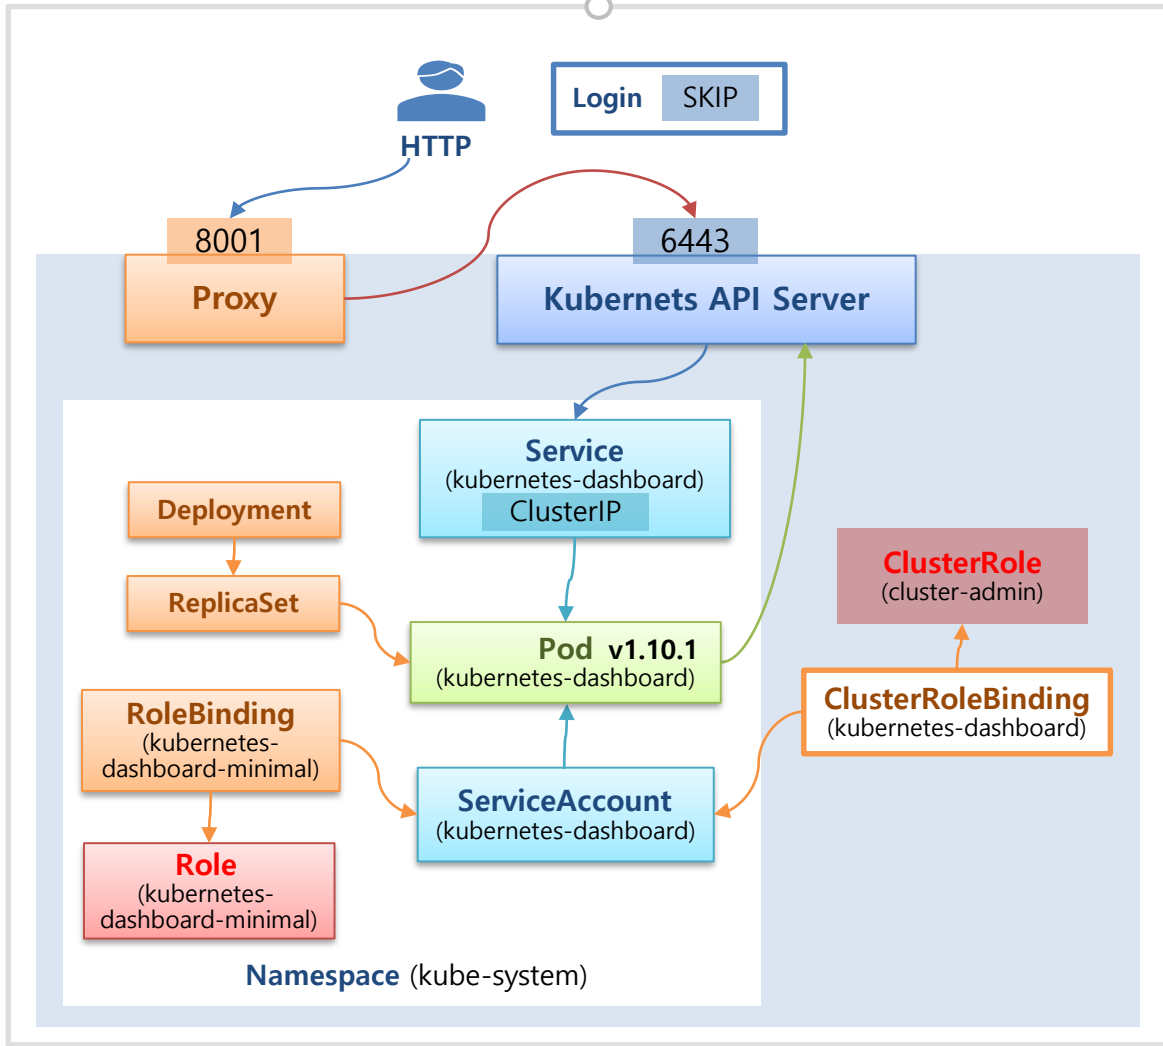 Login SKIP
HTTP
8001
6443
Proxy
Kubernets API Server
Service
(kubernetes-dashboard)
ClusterIP
Deployment
ReplicaSet
ClusterRole
(cluster-admin)
Pod v1.10.1
(kubernetes-dashboard)
RoleBinding
(kubernetes-
dashboard-minimal)
ClusterRoleBinding
(kubernetes-dashboard)
ServiceAccount
(kubernetes-dashboard)
Role
(kubernetes-
dashboard-minimal)
Namespace (kube-system)